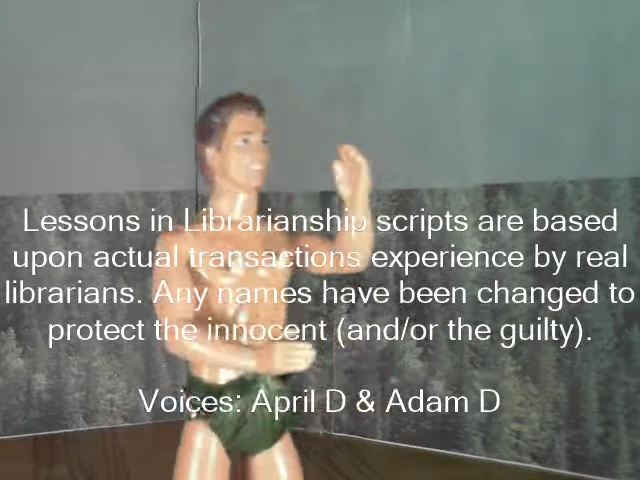 Lessons in Librarianship scripts are based
upon actual transactions experience by real
librarians. Any names have been changed to
protect the innocent (and/or the guilty).
Voices: April D & Adam D